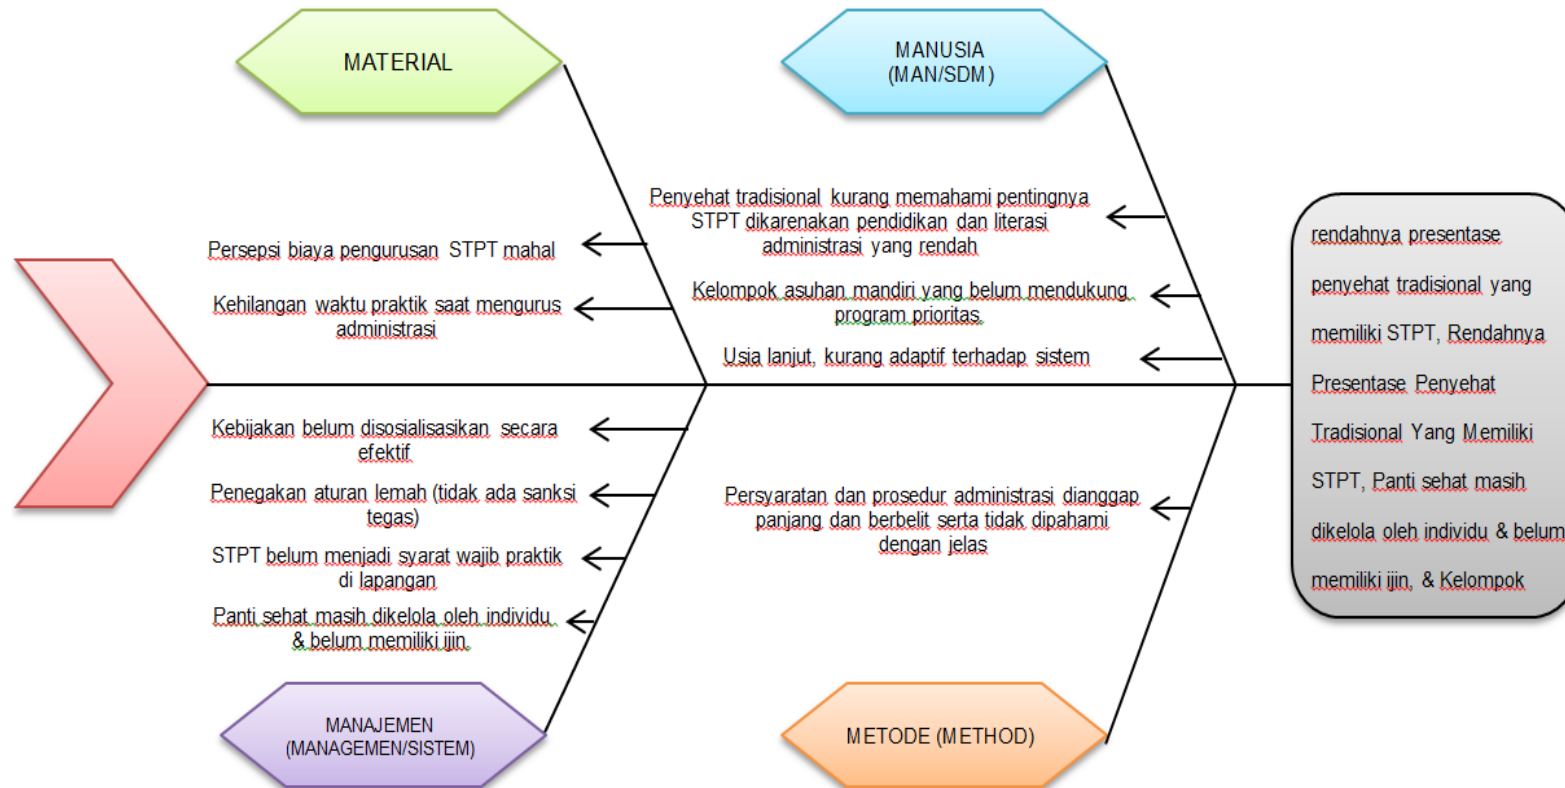 MATERIAL
MANUSIA
(MAN/SDM)
Persepsi biaya pengurusan STPT mahal
Kehilangan waktu praktik saat mengurus
administrasi
Penyehat tradisional kurang memahami pentingnya
STPT dikarenakan pendidikan dan literasi
administrasi yang rendah
Kelompok asuhan mandiri yang belum mendukung
program prioritas.
Usia lanjut, kurang adaptif terhadap sistem
Kebijakan belum disosialisasikan secara
efektif
Penegakan aturan lemah (tidak ada sanksi
tegas)
STPT belum menjadi syarat wajib praktik
di lapangan
Panti sehat masih dikelola oleh individu
& belum memiliki ijin.
Persyaratan dan prosedur administrasi dianggap
panjang dan berbelit serta tidak dipahami
dengan jelas
MANAJEMEN
(MANAGEMEN/SISTEM)
METODE (METHOD)
rendahnya presentase
penyehat tradisional yang
memiliki STPT, Rendahnya
Presentase Penyehat
Tradisional Yang Memiliki
STPT, Panti sehat masih
dikelola oleh individu & belum
memiliki ijin, & Kelompok